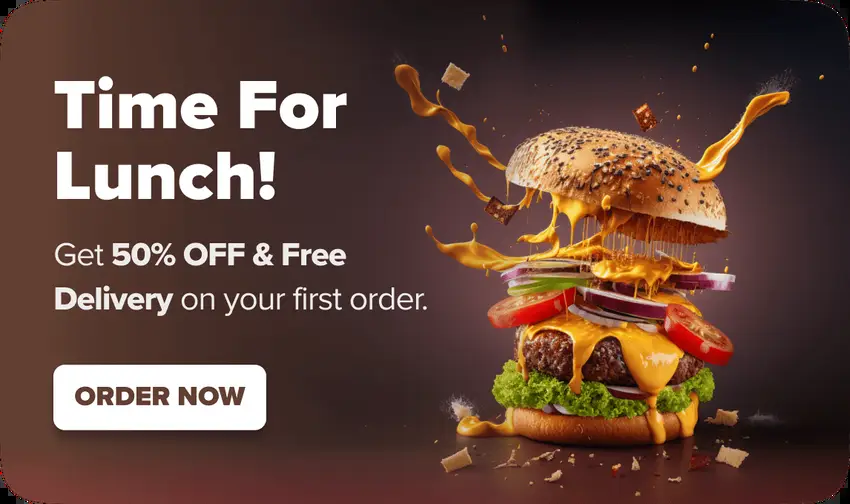 Time For
Lunch!
Get 50% OFF & Free
Delivery on your first order.
ORDER NOW